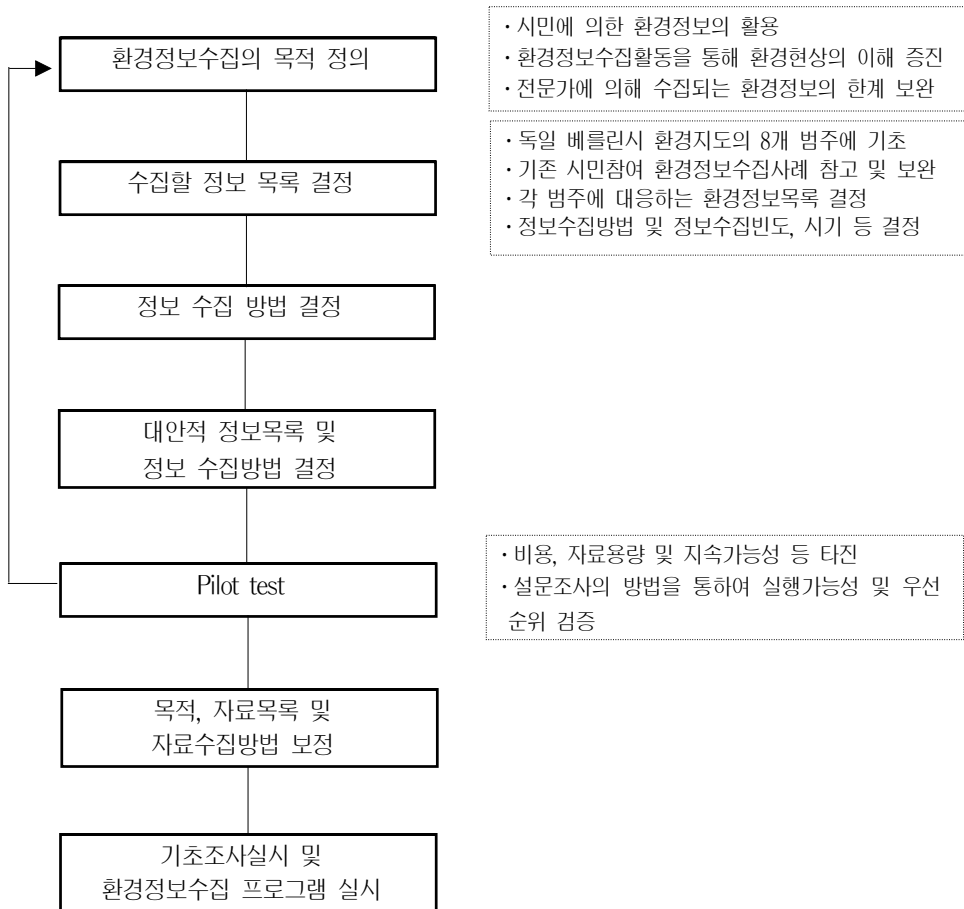 환경정보수집의 목적 정의
· 시민에 의한 환경정보의 활용
· 환경정보수집활동을 통해 환경현상의 이해 증진
· 전문가에 의해 수집되는 환경정보의 한계 보완
수집할 정보 목록 결정
· 독일 베를린시 환경지도의 8개 범주에 기초
· 기존 시민참여 환경정보수집사례 참고 및 보완
· 각 범주에 대응하는 환경정보목록 결정
· 정보수집방법 및 정보수집빈도, 시기 등 결정
정보 수집 방법 결정
대안적 정보목록 및
정보 수집방법 결정
Pilot test
· 비용, 자료용량 및 지속가능성 등 타진
· 설문조사의 방법을 통하여 실행가능성 및 우선
순위 검증
목적, 자료목록 및
자료수집방법 보정
기초조사실시 및
환경정보수집 프로그램 실시